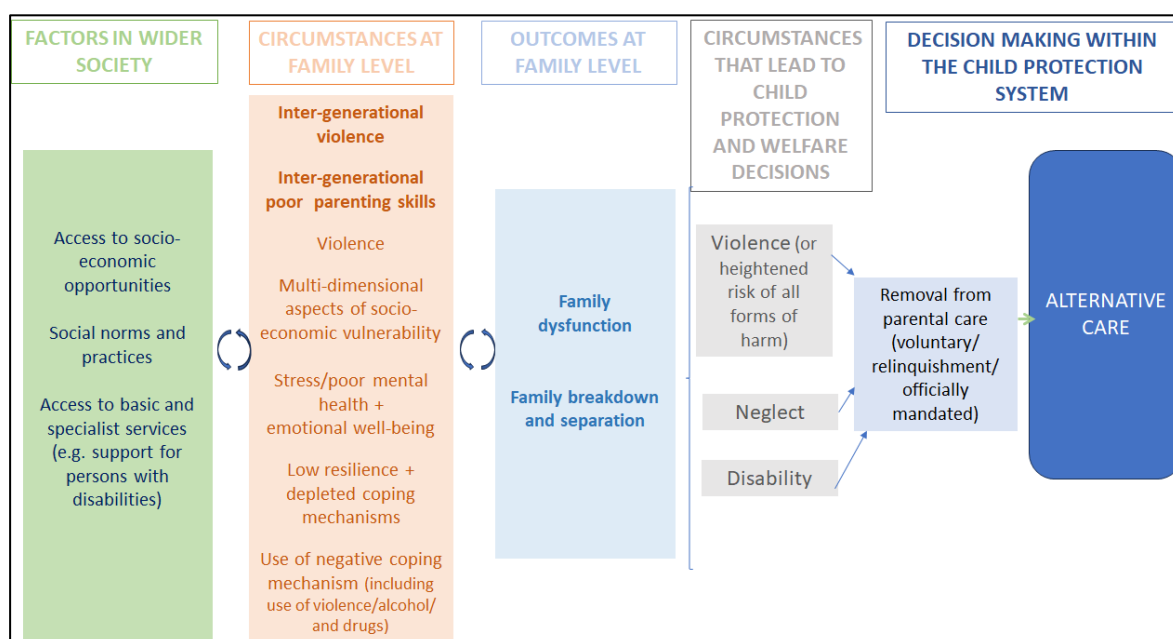 FACTORS IN WIDER
SOCIETY
CIRCUMSTANCES AT
FAMILY LEVEL
OUTCOMES AT
FAMILY LEVEL
CIRCUMSTANCES
THAT LEAD TO
CHILD
PROTECTION
AND WELFARE
DECISIONS
DECISION MAKING WITHIN
THE CHILD PROTECTION
SYSTEM
Access to socio-
economic
opportunities
Social norms and
practices
Access to basic and
specialist services
(e.g. support for
persons with
disabilities)
Inter-generational
violence
Inter-generational
poor parenting skills
Violence
Multi-dimensional
aspects of socio-
economic vulnerability
Stress/poor mental
health +
emotional well-being
Low resilience +
depleted coping
mechanisms
Use of negative coping
mechanism (including
use of violence/alcohol/
and drugs)
Family
dysfunction
Family breakdown
and separation
Violence (or
heightened
risk of all
forms of
harm)
Neglect
Disability
Removal from
parental care
(voluntary/
relinquishment/
officially
mandated)
ALTERNATIVE
CARE